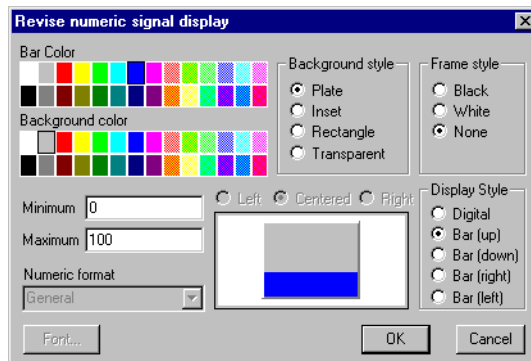 Revise numeric signal display
Bar Color
Background color
Background style
Plate
Inset
Rectangle
Transparent
Frame style
Black
White
None
Minimum 0
Maximum 100
Numeric format
General
Left Centered Right
Display Style
Digital
Bar (up)
Bar (down)
Bar (right)
Bar (left)
Font...
OK
Cancel